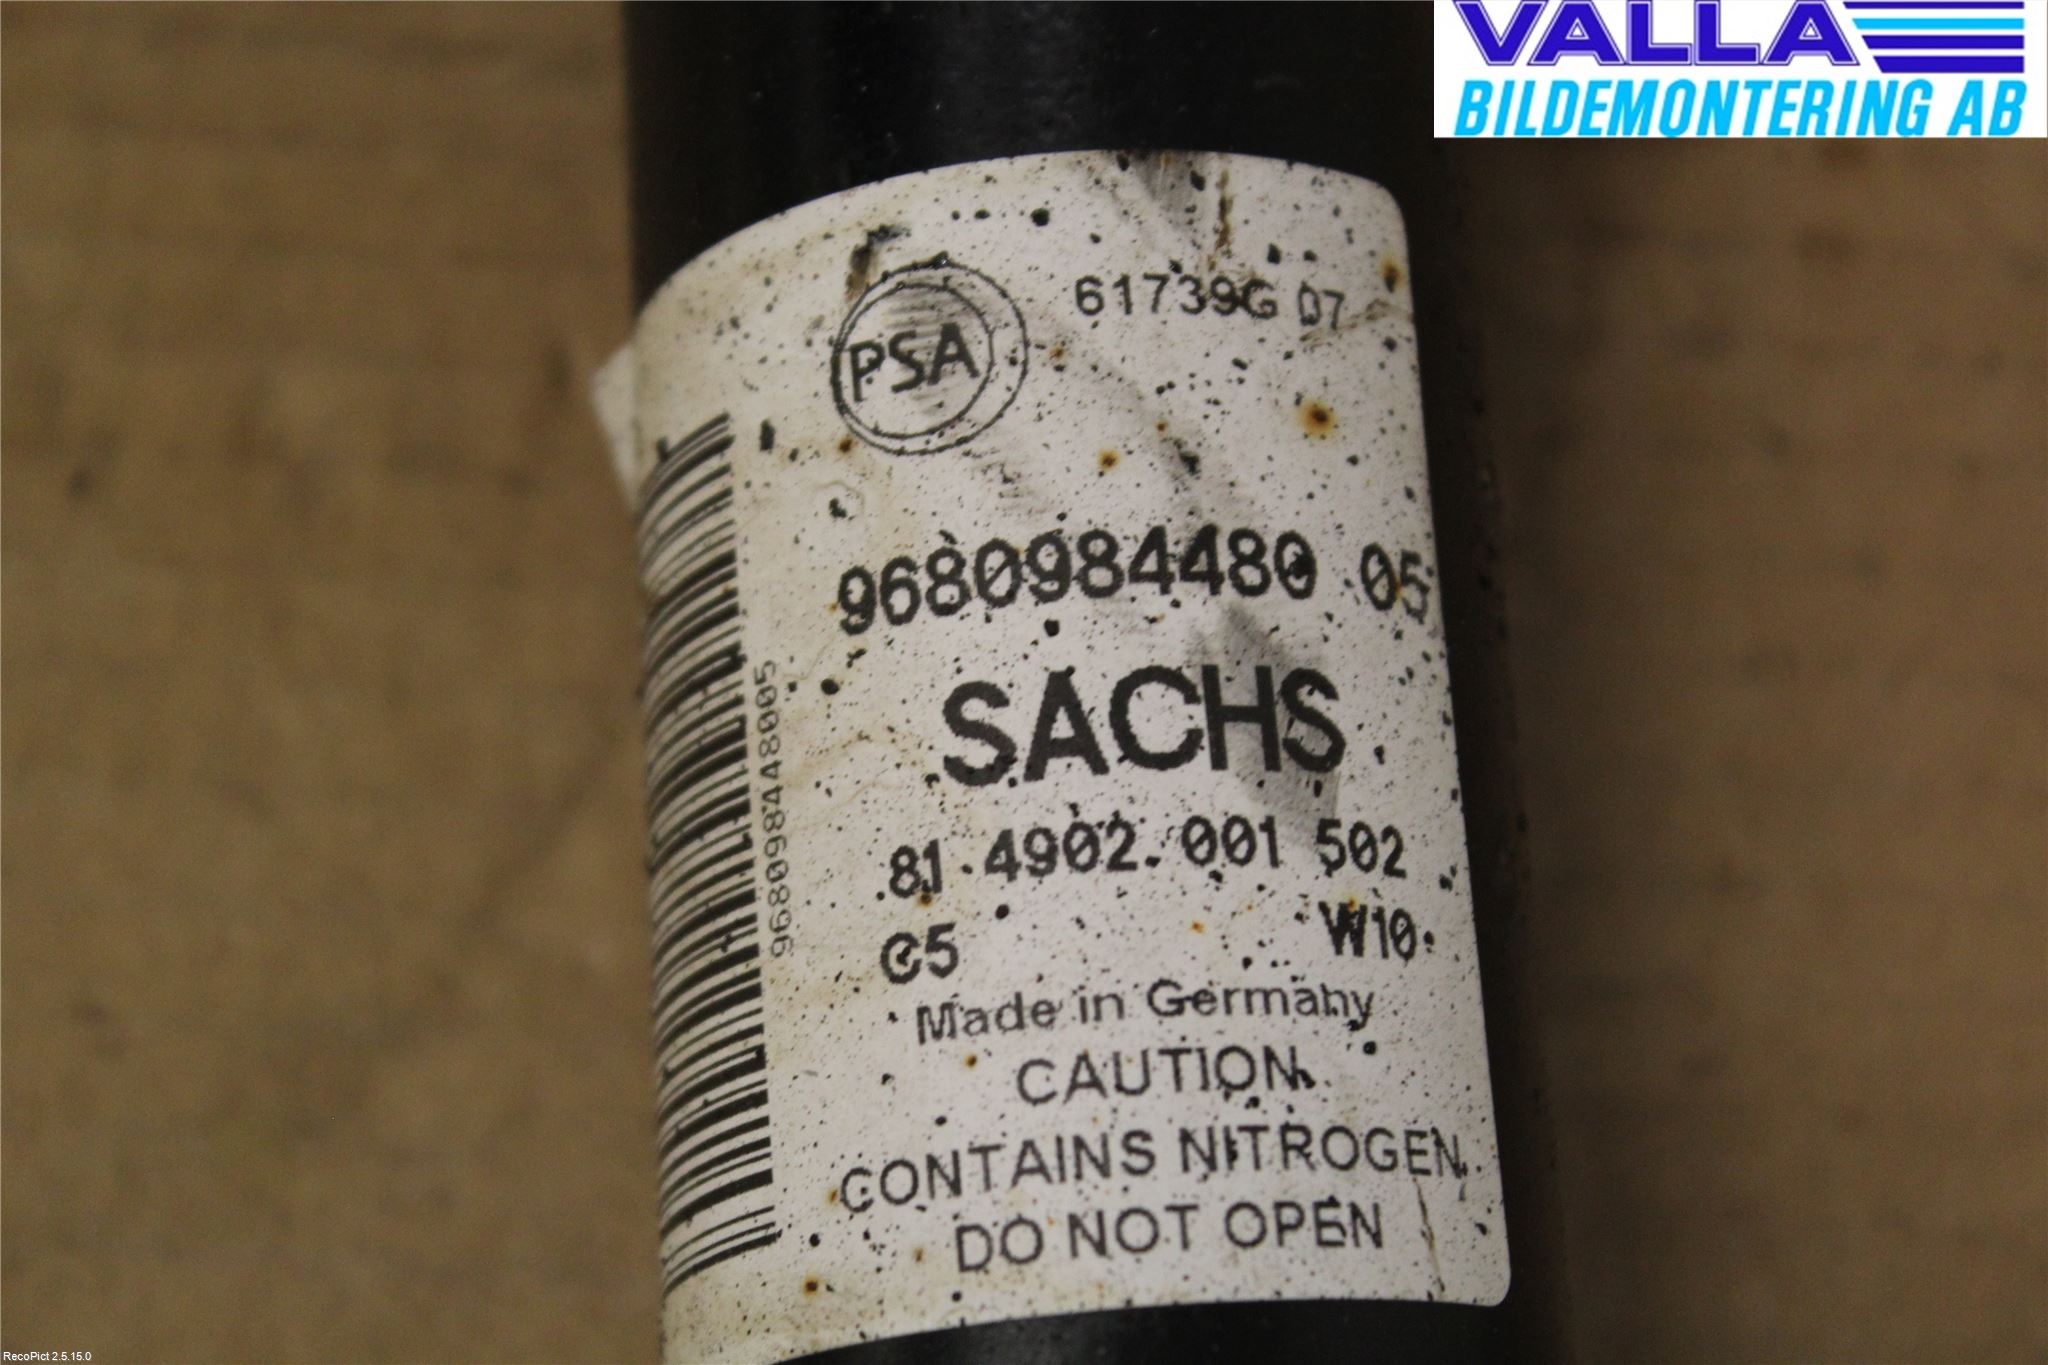 VALLA
BILDEMONTERING AB
PSA
61739G 07
9680984480 05
SACHS
81 4902.001 502
C5 W10
Made in Germany
CAUTION
CONTAINS NITROGEN
DO NOT OPEN
968098448005
RecoPict 2.5.15.0